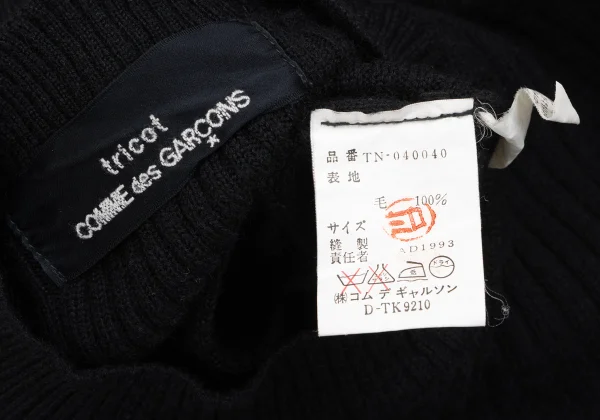 tricot
COMME des GARCONS
品番 TN-040040
表地
毛 100%
サイズ
縫製
責任者 AD1993
(株)コム デ ギャルソン
D-TK9210